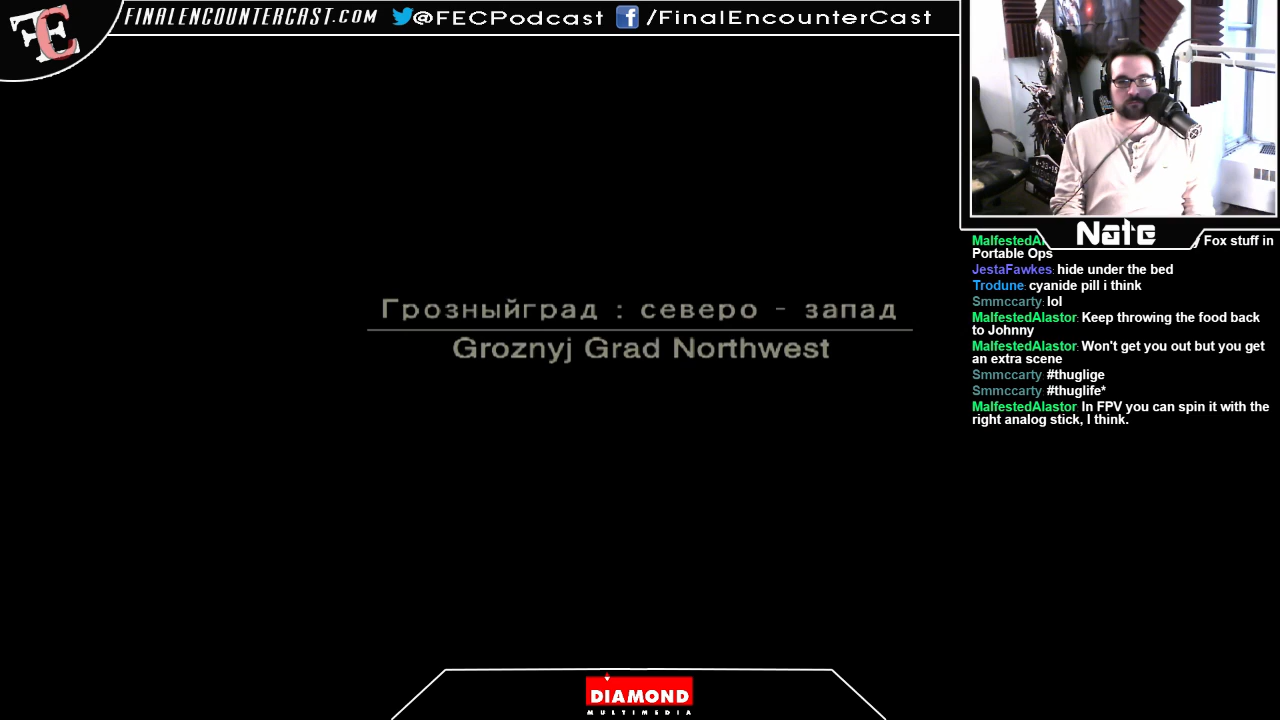 FINALENCOUNTERCAST.COM @FECPodcast /FinalEncounterCast
FEC
Грозныйград : северо - запад
Groznyj Grad Northwest
Nate
MalfestedAl Fox stuff in
Portable Ops
JestaFawkes: hide under the bed
Trodune: cyanide pill i think
Smmccarty: lol
MalfestedAlastor: Keep throwing the food back
to Johnny
MalfestedAlastor: Won't get you out but you get
an extra scene
Smmccarty #thuglige
Smmccarty #thuglife*
MalfestedAlastor In FPV you can spin it with the
right analog stick, I think.
DIAMOND
MULTIMEDIA